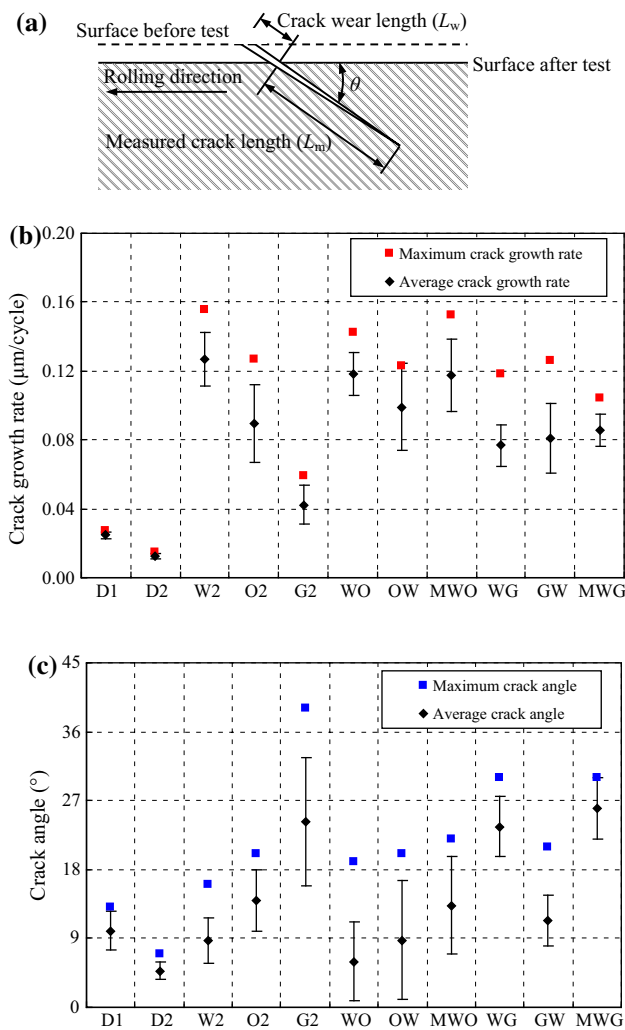 (a)
Crack wear length (Lw)
Surface before test
Surface after test
Rolling direction
θ
Measured crack length (Lm)
(b)
0.20
0.16
0.12
0.08
0.04
0.00
Crack growth rate (μm/cycle)
Maximum crack growth rate
Average crack growth rate
D1 D2 W2 O2 G2 WO OW MWO WG GW MWG
(c)
45
36
27
18
9
0
Crack angle (°)
Maximum crack angle
Average crack angle
D1 D2 W2 O2 G2 WO OW MWO WG GW MWG